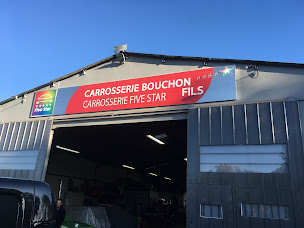 CARROSSERIE BOUCHON
FILS
CARROSSERIE FIVE STAR
Five Star